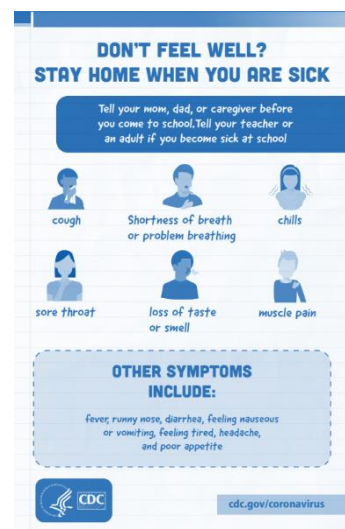 DON'T FEEL WELL?
STAY HOME WHEN YOU ARE SICK
Tell your mom, dad, or caregiver before
you come to school.Tell your teacher or
an adult if you become sick at school
cough
Shortness of breath
or problem breathing
chills
sore throat
loss of taste
or smell
muscle pain
OTHER SYMPTOMS
INCLUDE:
fever, runny nose, diarrhea, feeling nauseous
or vomiting, feeling tired, headache,
and poor appetite
CDC
cdc.gov/coronavirus